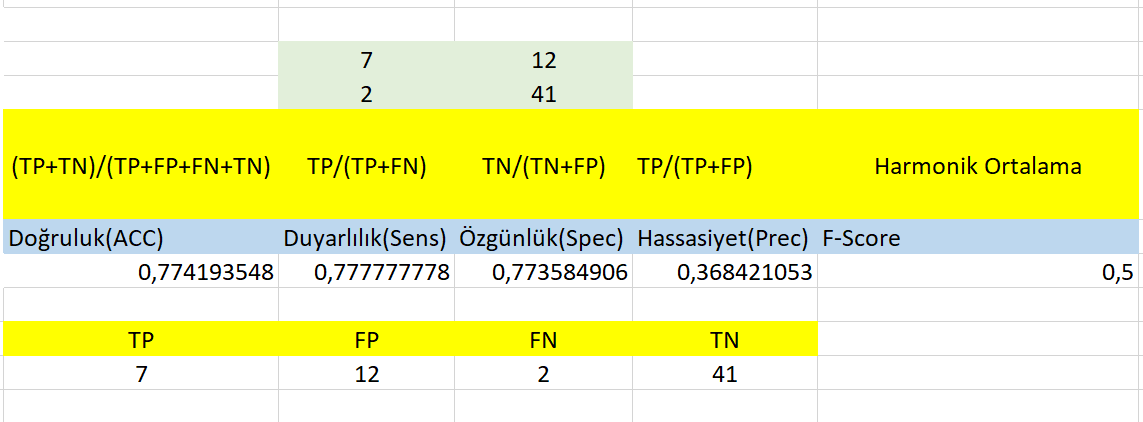 7 12
2 41
(TP+TN)/(TP+FP+FN+TN) TP/(TP+FN) TN/(TN+FP) TP/(TP+FP) Harmonik Ortalama
Doğruluk(ACC) Duyarlılık(Sens) Özgünlük(Spec) Hassasiyet(Prec) F-Score
0,774193548 0,777777778 0,773584906 0,368421053 0,5
TP FP FN TN
7 12 2 41